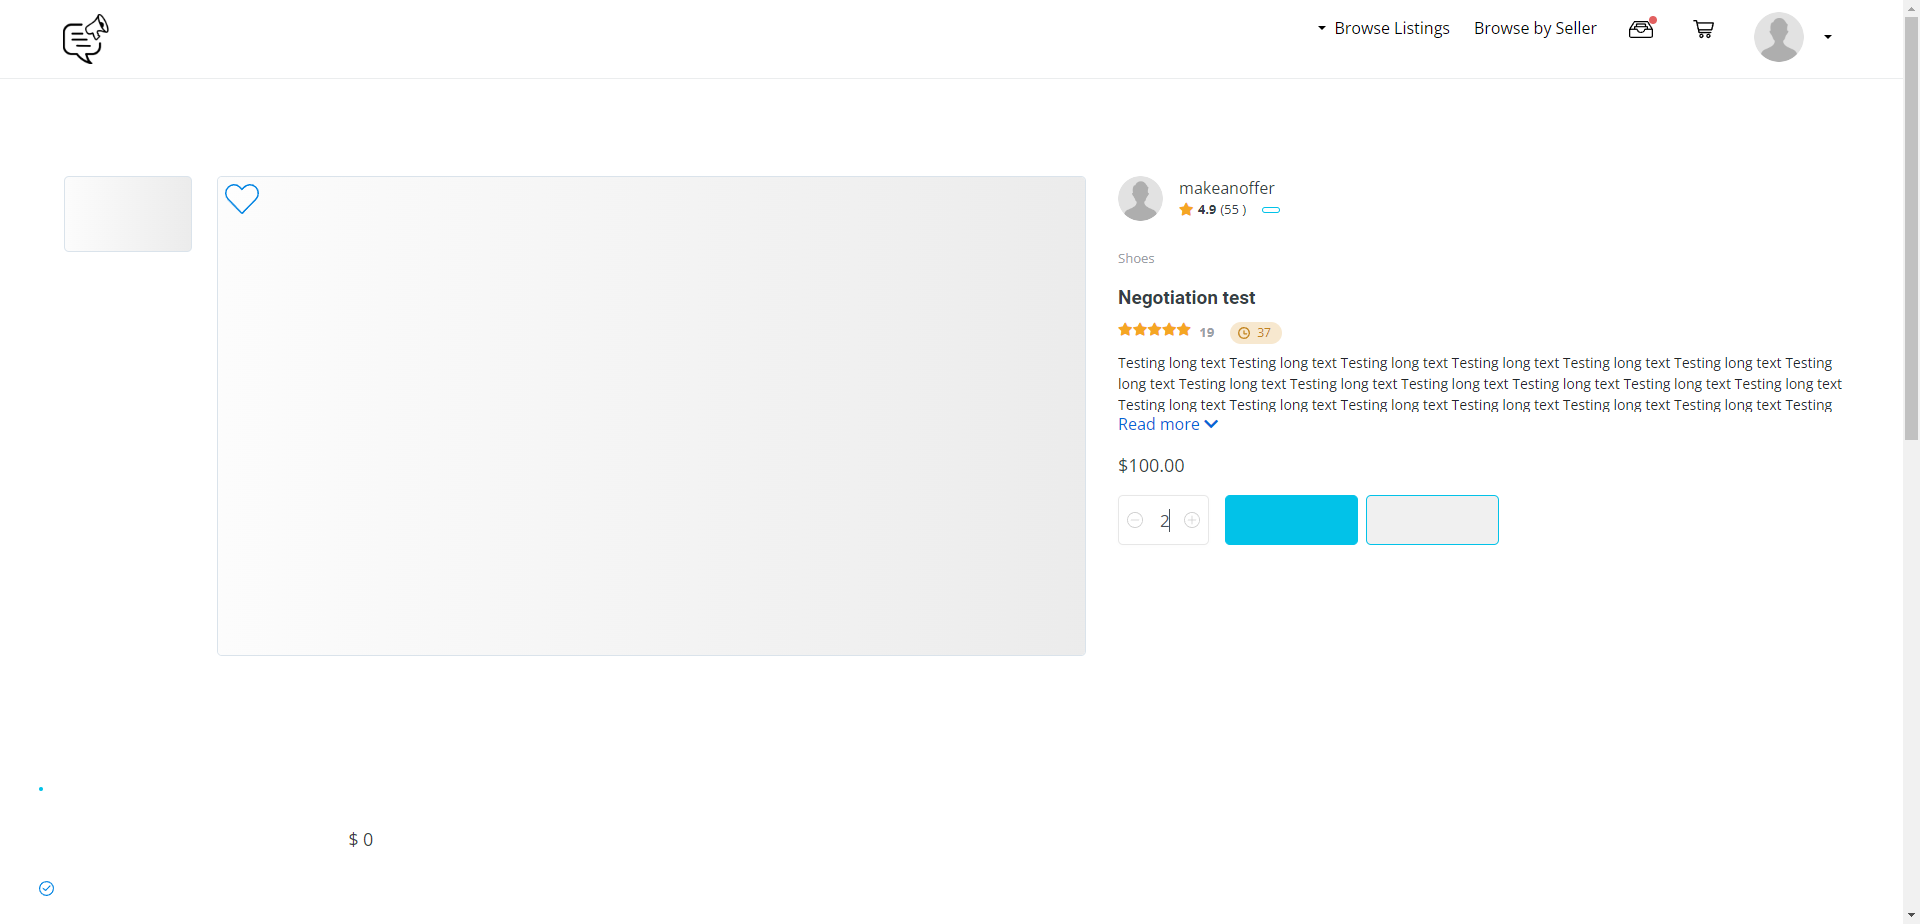 Browse Listings
Browse by Seller
makeanoffer
4.9 (55 )
Shoes
Negotiation test
19
37
Testing long text Testing long text Testing long text Testing long text Testing long text Testing long text Testing
long text Testing long text Testing long text Testing long text Testing long text Testing long text Testing long text
Testing long text Testing long text Testing long text Testing long text Testing long text Testing long text Testing
Read more
$100.00
2
$ 0